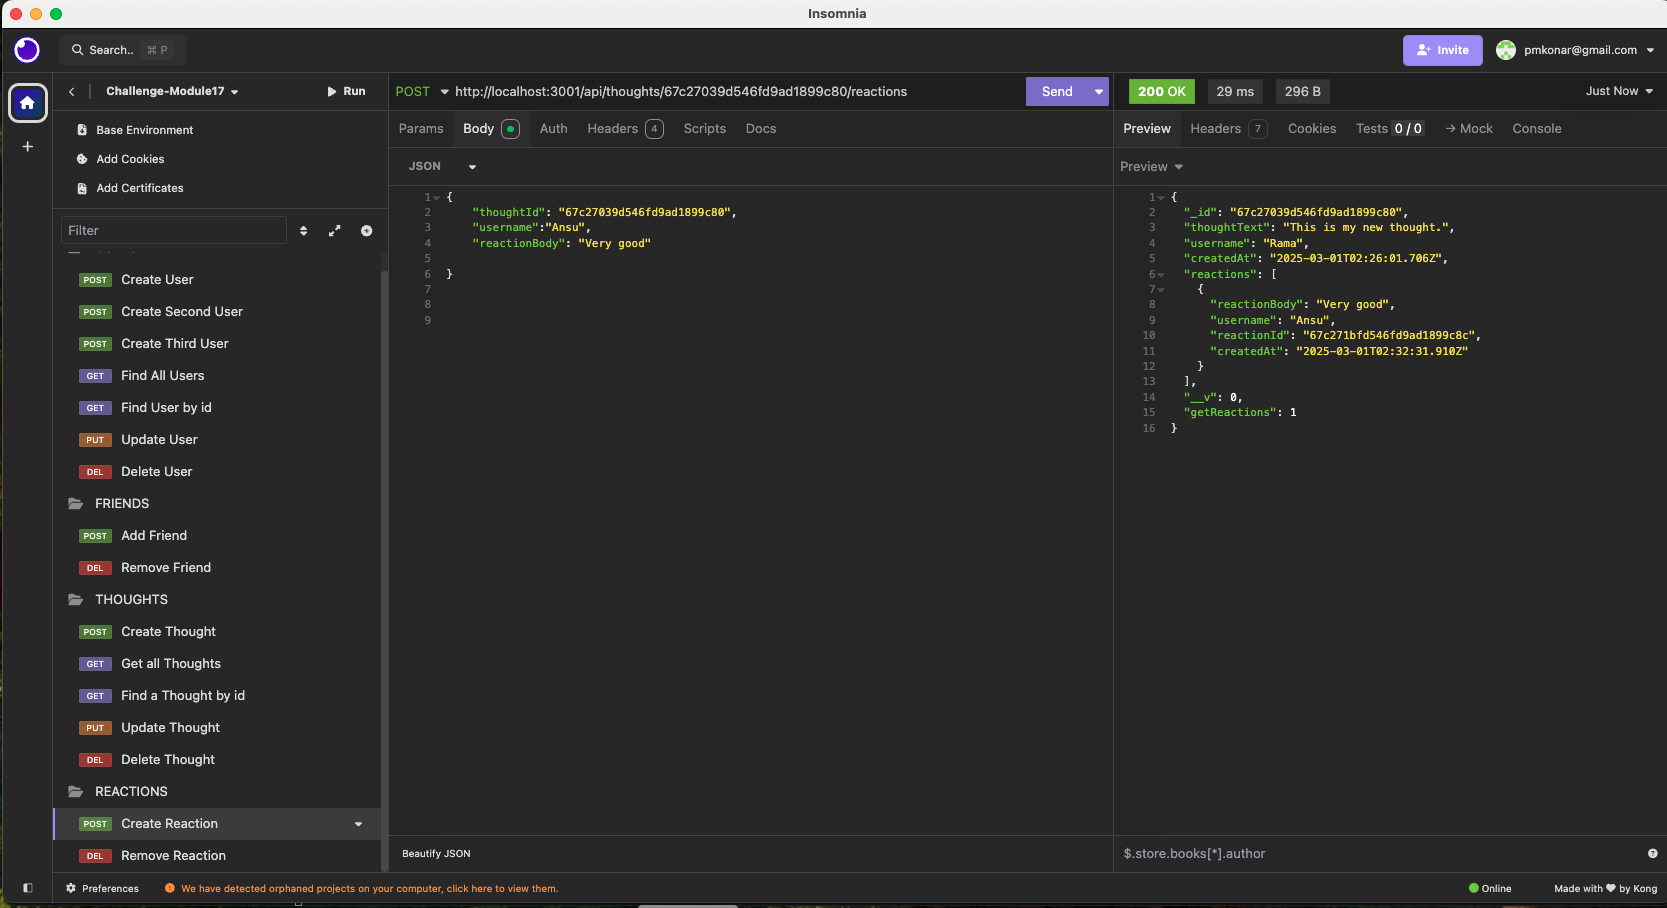 Insomnia
Search.. ⌘ P
Invite
pmkonar@gmail.com
Challenge-Module17
Run
Base Environment
Add Cookies
Add Certificates
Filter
POST Create User
POST Create Second User
POST Create Third User
GET Find All Users
GET Find User by id
PUT Update User
DEL Delete User
FRIENDS
POST Add Friend
DEL Remove Friend
THOUGHTS
POST Create Thought
GET Get all Thoughts
GET Find a Thought by id
PUT Update Thought
DEL Delete Thought
REACTIONS
POST Create Reaction
DEL Remove Reaction
POST http://localhost:3001/api/thoughts/67c27039d546fd9ad1899c80/reactions
Send
Params Body Auth Headers 4 Scripts Docs
JSON
1 {
2 "thoughtId": "67c27039d546fd9ad1899c80",
3 "username":"Ansu",
4 "reactionBody": "Very good"
5
6 }
7
8
9
Beautify JSON
200 OK 29 ms 296 B Just Now
Preview Headers 7 Cookies Tests 0 / 0 → Mock Console
Preview
1 {
2 "_id": "67c27039d546fd9ad1899c80",
3 "thoughtText": "This is my new thought.",
4 "username": "Rama",
5 "createdAt": "2025-03-01T02:26:01.706Z",
6 "reactions": [
7 {
8 "reactionBody": "Very good",
9 "username": "Ansu",
10 "reactionId": "67c271bfd546fd9ad1899c8c",
11 "createdAt": "2025-03-01T02:32:31.910Z"
12 }
13 ],
14 "__v": 0,
15 "getReactions": 1
16 }
$.store.books[*].author
Preferences
We have detected orphaned projects on your computer, click here to view them.
Online
Made with ♥ by Kong